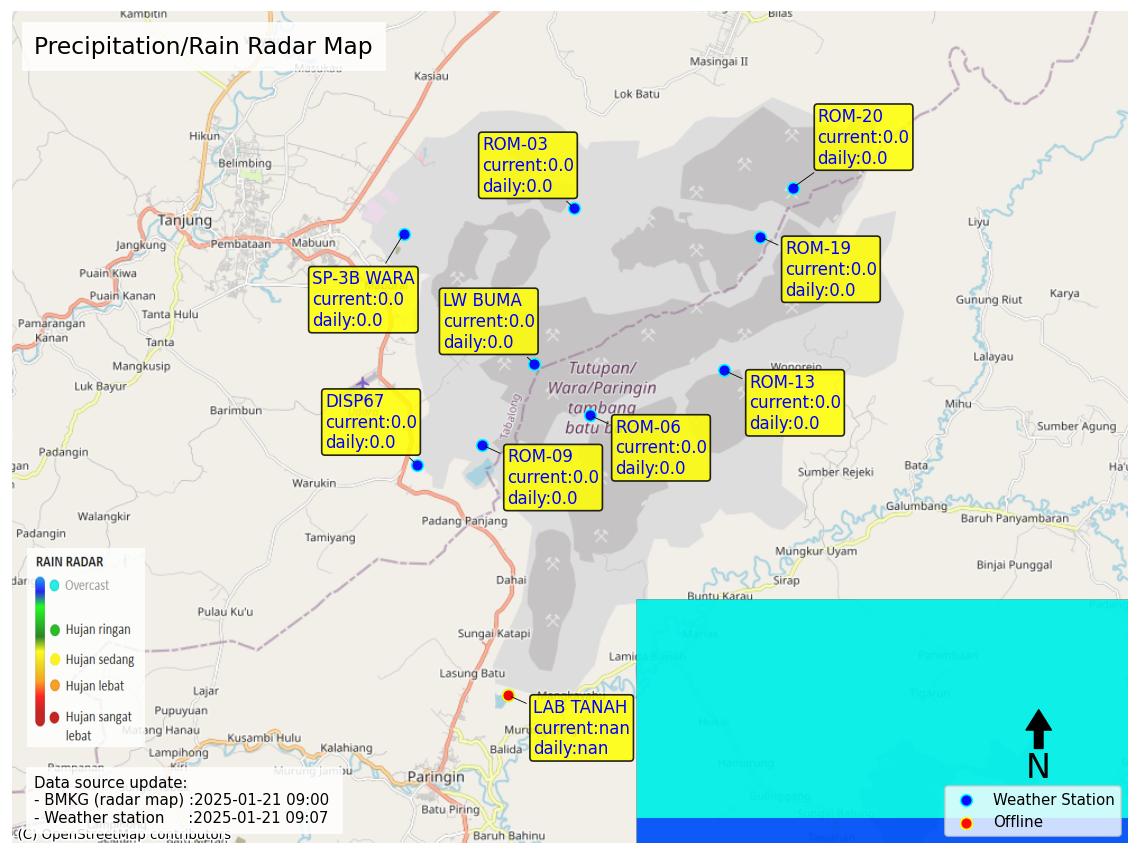 Kambitin
Bilas
Precipitation/Rain Radar Map
Masukau
Kasiau
Masingai II
Lok Batu
ROM-20
current:0.0
daily:0.0
ROM-03
current:0.0
daily:0.0
Hikun
Belimbing
Tanjung
Liyu
Jangkung
Pembataan
Mabuun
ROM-19
current:0.0
daily:0.0
Puain Kiwa
SP-3B WARA
current:0.0
daily:0.0
LW BUMA
current:0.0
daily:0.0
Puain Kanan
Gunung Riut
Karya
Tanta Hulu
Pamarangan
Kanan
Tanta
Lalayau
Mangkusip
Wonorejo
Tutupan/
Wara/Paringin
tambang
batu b
Luk Bayur
ROM-13
current:0.0
daily:0.0
DISP67
current:0.0
daily:0.0
Tabalong
Barimbun
Mihu
ROM-06
current:0.0
daily:0.0
Sumber Agung
ROM-09
current:0.0
daily:0.0
gan
Bata
Ha'u
Sumber Rejeki
Warukin
Galumbang
Walangkir
Padang Panjang
Baruh Panyambaran
Padangin
Tamiyang
Mungkur Uyam
RAIN RADAR
Overcast
Hujan ringan
Hujan sedang
Hujan lebat
Hujan sangat
lebat
Binjai Punggal
Dahai
Sirap
Buntu Karau
Pulau Ku'u
Sungai Katapi
Lasung Batu
Lajar
Pupuyuan
LAB TANAH
current:nan
daily:nan
Matang Hanau
Kusambi Hulu
Lampihong
Kalahiang
Balida
Murung Jambu
Paringin
N
Data source update:
- BMKG (radar map) :2025-01-21 09:00
- Weather station :2025-01-21 09:07
Batu Piring
Weather Station
Offline
(C) OpenStreetMap contributors
Baruh Bahinu